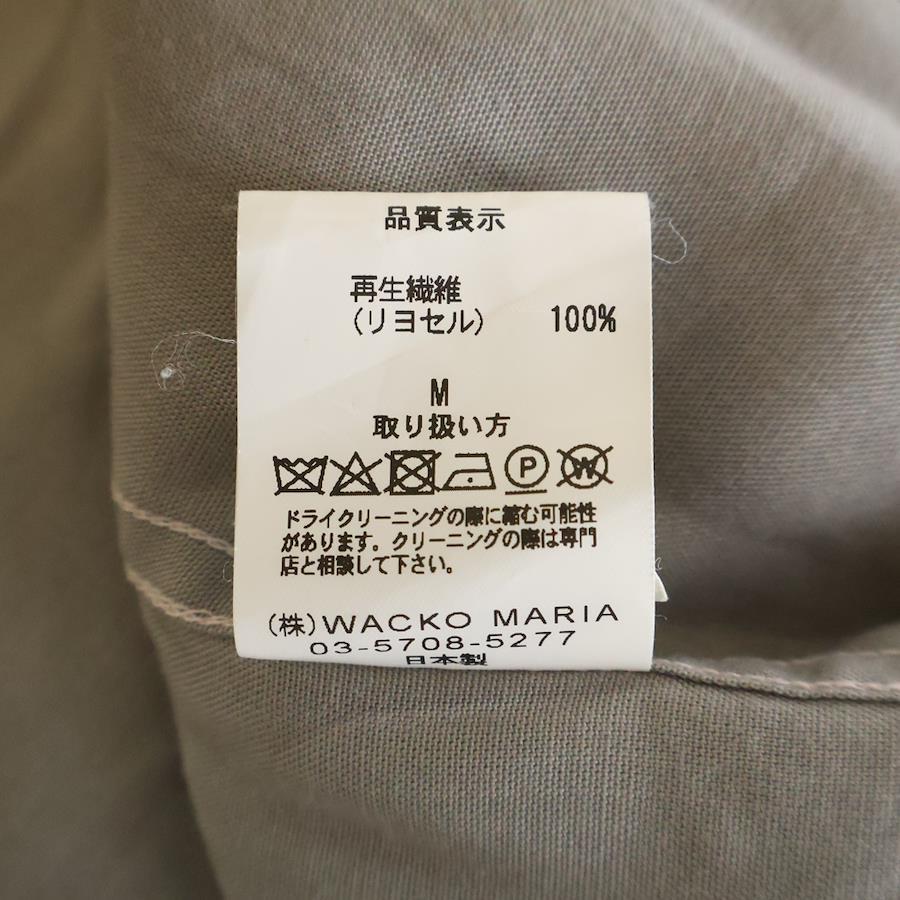 品質表示
再生繊維
(リヨセル) 100%
M
取り扱い方
P W
ドライクリーニングの際に縮む可能性
があります。クリーニングの際は専門
店と相談して下さい。
(株)WACKO MARIA
03-5708-5277
日本製